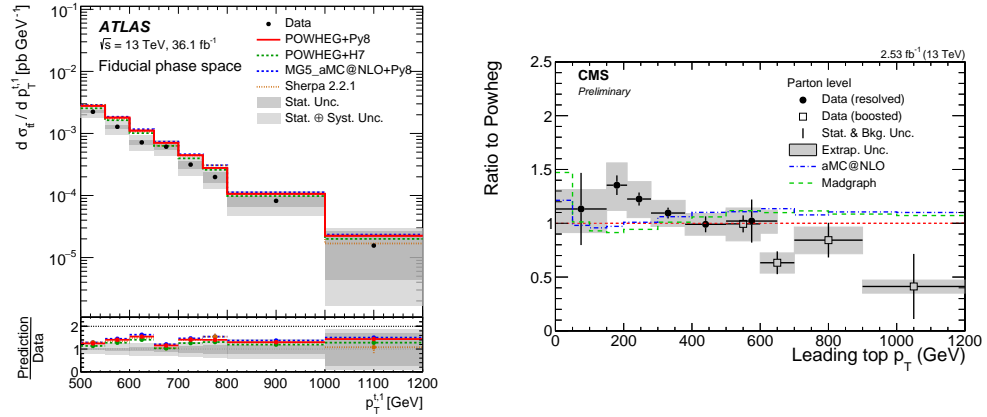 ATLAS
√s = 13 TeV, 36.1 fb⁻¹
Fiducial phase space
Data
POWHEG+Py8
POWHEG+H7
MG5_aMC@NLO+Py8
Sherpa 2.2.1
Stat. Unc.
Stat. ⊕ Syst. Unc.
d σ_tt̄ / d p_T^{t,1} [pb GeV⁻¹]
10⁻¹
10⁻²
10⁻³
10⁻⁴
10⁻⁵
Prediction
Data
2
1
0
500 600 700 800 900 1000 1100 1200
p_T^{t,1} [GeV]
2.53 fb⁻¹ (13 TeV)
CMS
Preliminary
Parton level
Data (resolved)
Data (boosted)
Stat. & Bkg. Unc.
Extrap. Unc.
aMC@NLO
Madgraph
Ratio to Powheg
2.5
2.0
1.5
1.0
0.5
0
0 200 400 600 800 1000 1200
Leading top p_T (GeV)